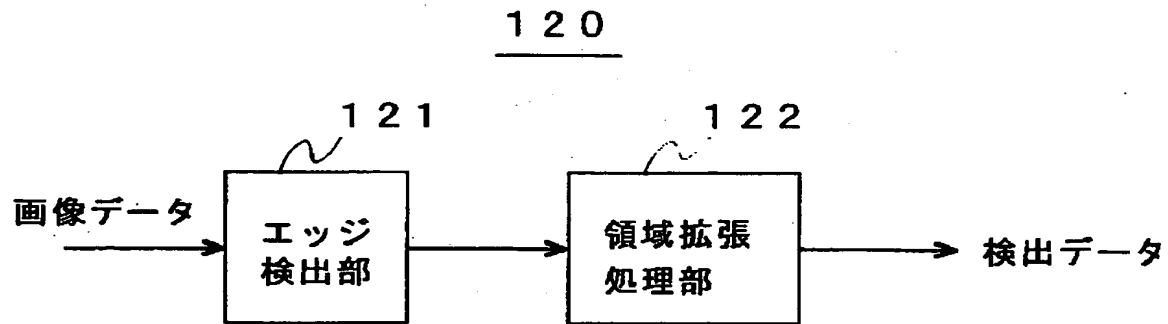 120
121
122
画像データ
エッジ
検出部
領域拡張
処理部
検出データ